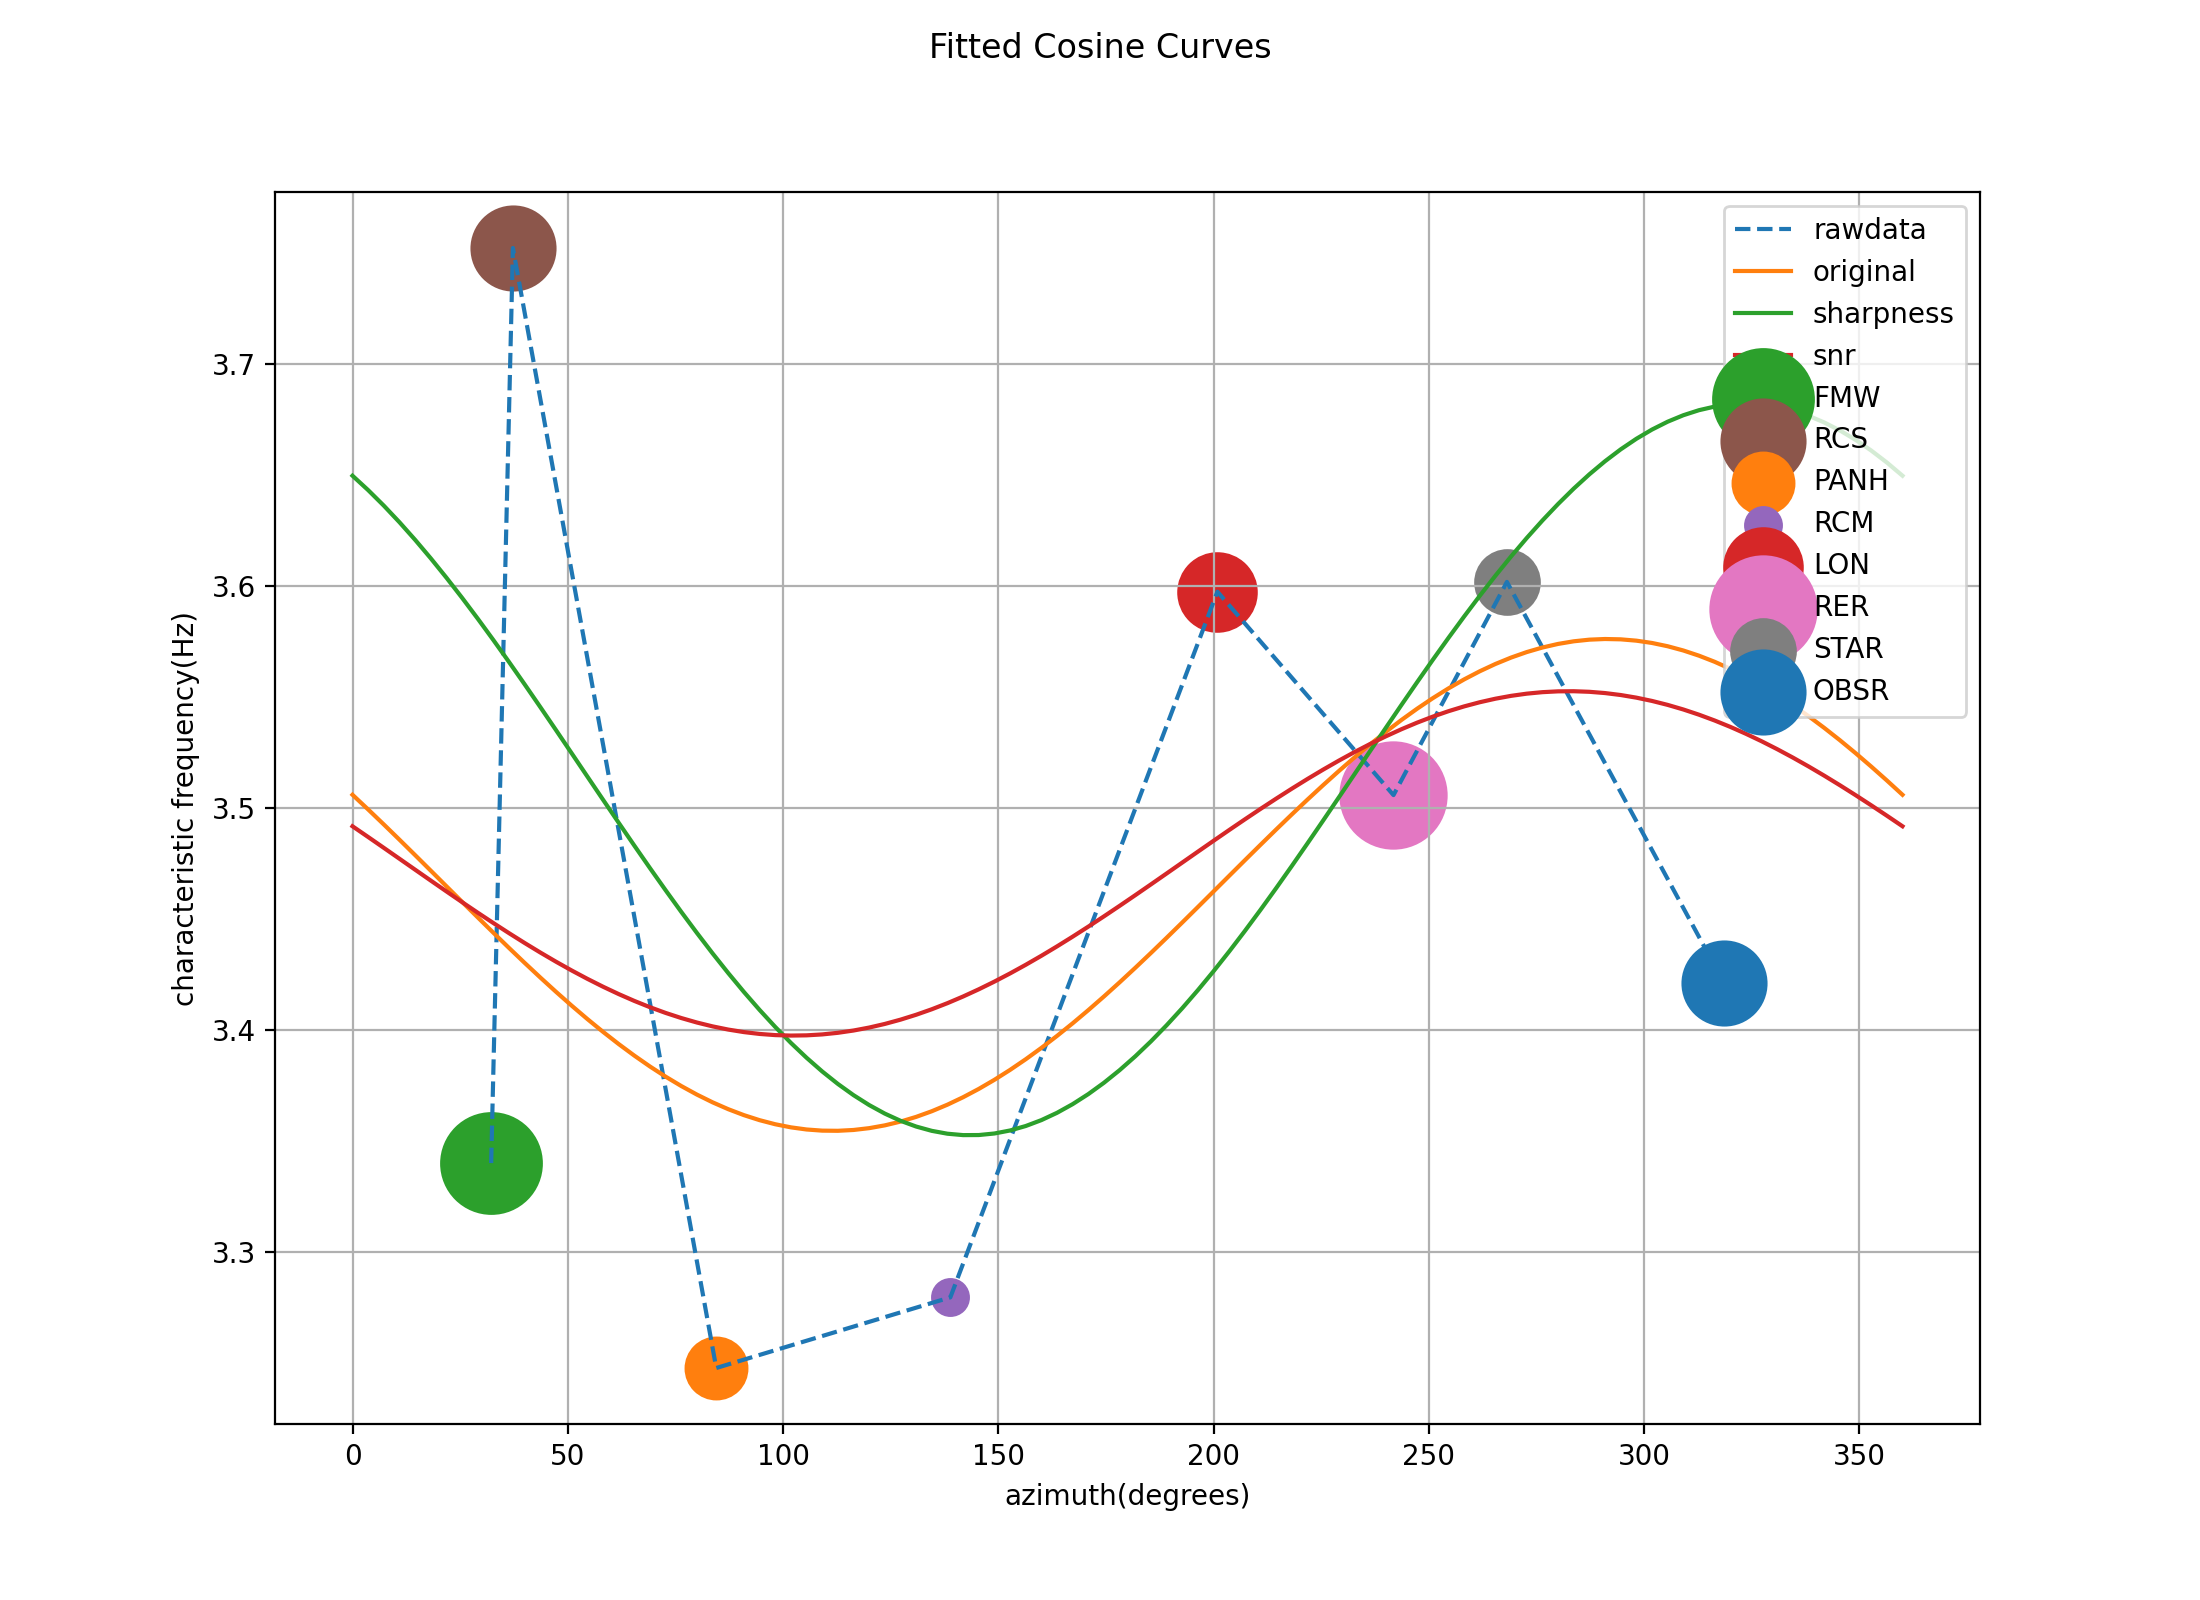 Fitted Cosine Curves
rawdata
original
sharpness
snr
FMW
RCS
PANH
RCM
LON
RER
STAR
OBSR
characteristic frequency(Hz)
3.7
3.6
3.5
3.4
3.3
0 50 100 150 200 250 300 350
azimuth(degrees)